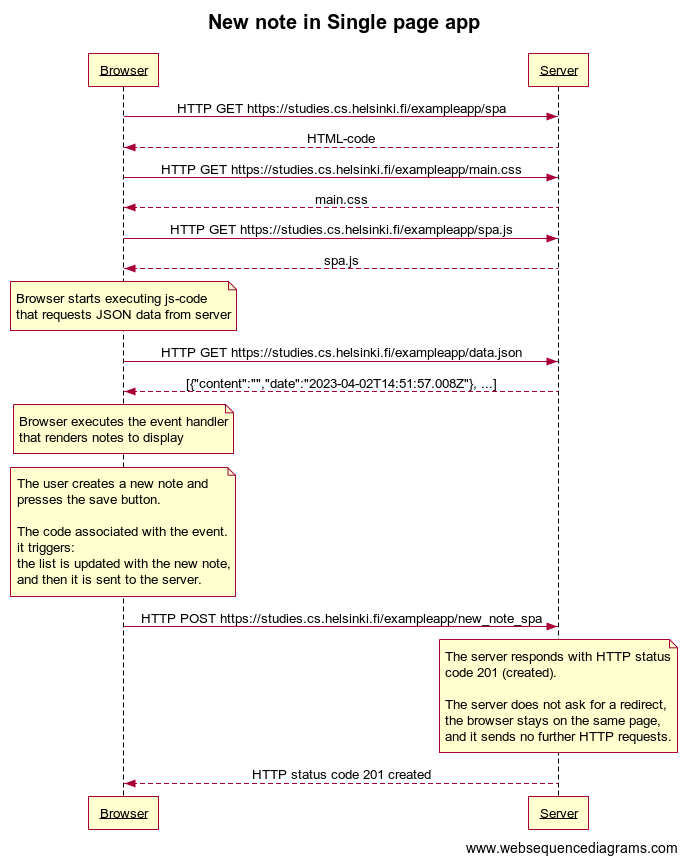 New note in Single page app
Browser
Server
HTTP GET https://studies.cs.helsinki.fi/exampleapp/spa
HTML-code
HTTP GET https://studies.cs.helsinki.fi/exampleapp/main.css
main.css
HTTP GET https://studies.cs.helsinki.fi/exampleapp/spa.js
spa.js
Browser starts executing js-code
that requests JSON data from server
HTTP GET https://studies.cs.helsinki.fi/exampleapp/data.json
[{"content":"","date":"2023-04-02T14:51:57.008Z"}, ...]
Browser executes the event handler
that renders notes to display
The user creates a new note and
presses the save button.
The code associated with the event.
it triggers:
the list is updated with the new note,
and then it is sent to the server.
HTTP POST https://studies.cs.helsinki.fi/exampleapp/new_note_spa
The server responds with HTTP status
code 201 (created).
The server does not ask for a redirect,
the browser stays on the same page,
and it sends no further HTTP requests.
HTTP status code 201 created
Browser
Server
www.websequencediagrams.com